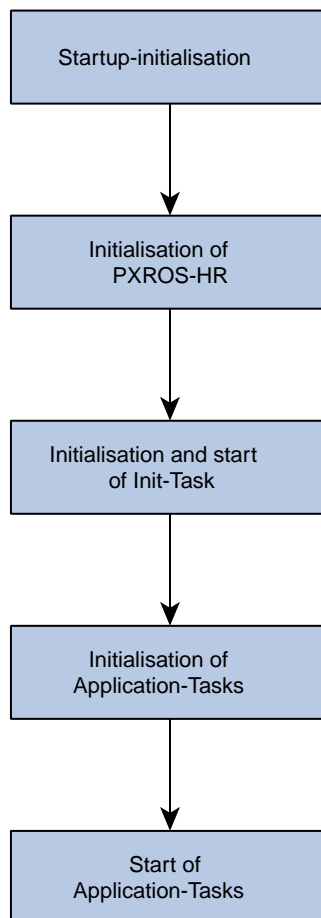 Startup-initialisation
Initialisation of
PXROS-HR
Initialisation and start
of Init-Task
Initialisation of
Application-Tasks
Start of
Application-Tasks